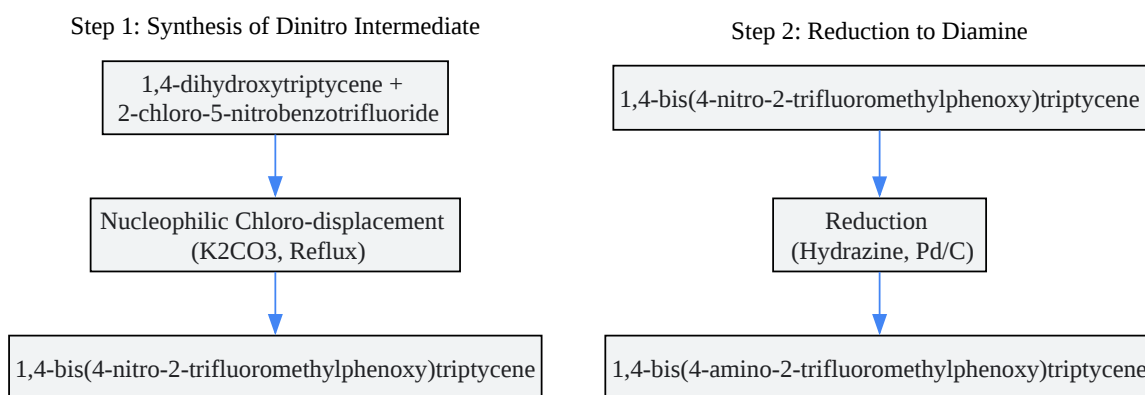 Step 1: Synthesis of Dinitro Intermediate
1,4-dihydroxytriptycene +
2-chloro-5-nitrobenzotrifluoride
Nucleophilic Chloro-displacement
(K2CO3, Reflux)
1,4-bis(4-nitro-2-trifluoromethylphenoxy)triptycene
Step 2: Reduction to Diamine
1,4-bis(4-nitro-2-trifluoromethylphenoxy)triptycene
Reduction
(Hydrazine, Pd/C)
1,4-bis(4-amino-2-trifluoromethylphenoxy)triptycene